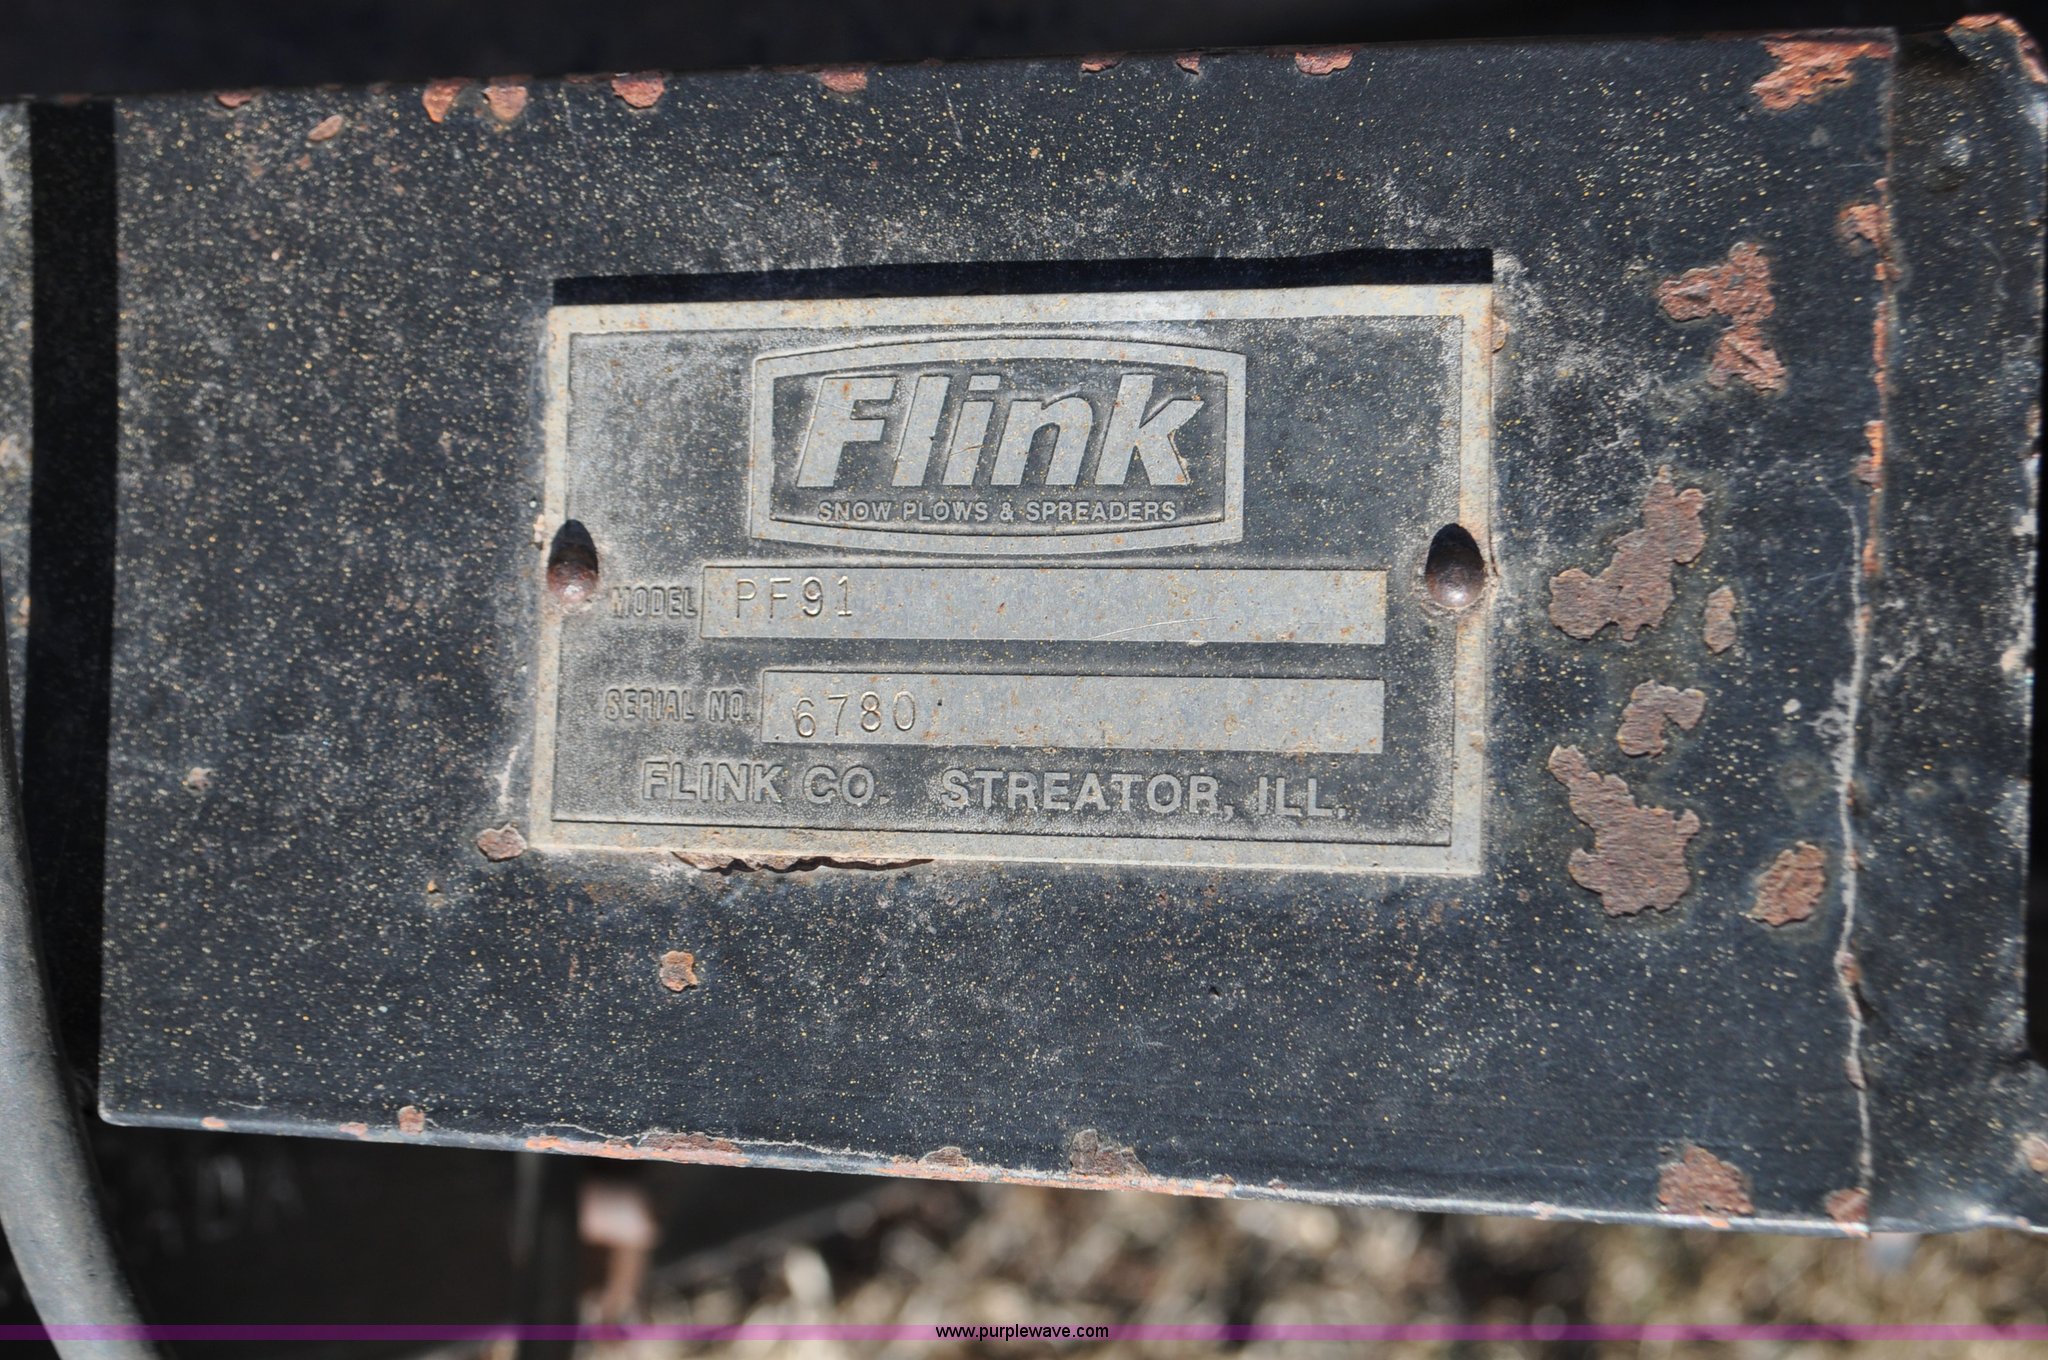 Flink
SNOW PLOWS & SPREADERS
MODEL PF91
SERIAL NO. 6780
FLINK CO. STREATOR, ILL.
www.purplewave.com